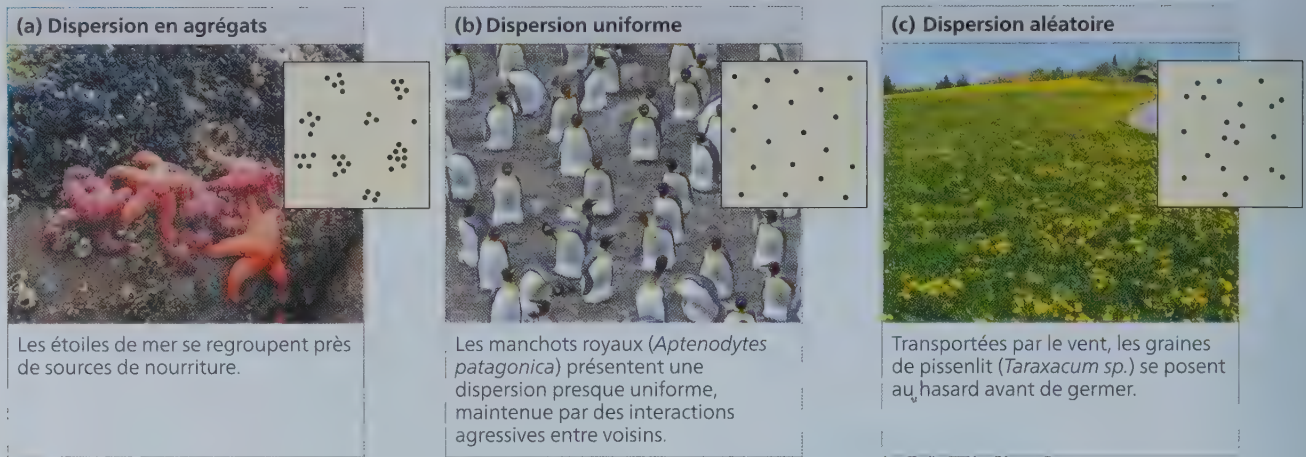 (a) Dispersion en agrégats
Les étoiles de mer se regroupent près
de sources de nourriture.
(b) Dispersion uniforme
Les manchots royaux (Aptenodytes
patagonica) présentent une
dispersion presque uniforme,
maintenue par des interactions
agressives entre voisins.
(c) Dispersion aléatoire
Transportées par le vent, les graines
de pissenlit (Taraxacum sp.) se posent
au hasard avant de germer.